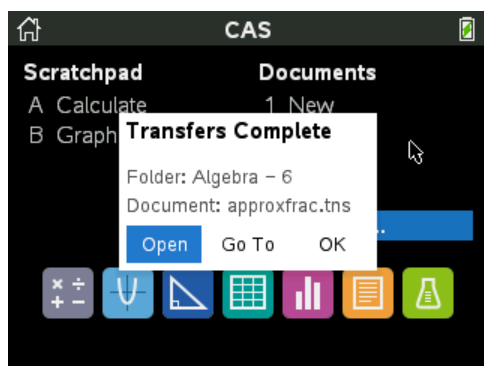 CAS
Scratchpad
Documents
A Calculate
1 New
B Graph
Transfers Complete
Folder: Algebra - 6
Document: approxfrac.tns
..
Open
Go To
OK